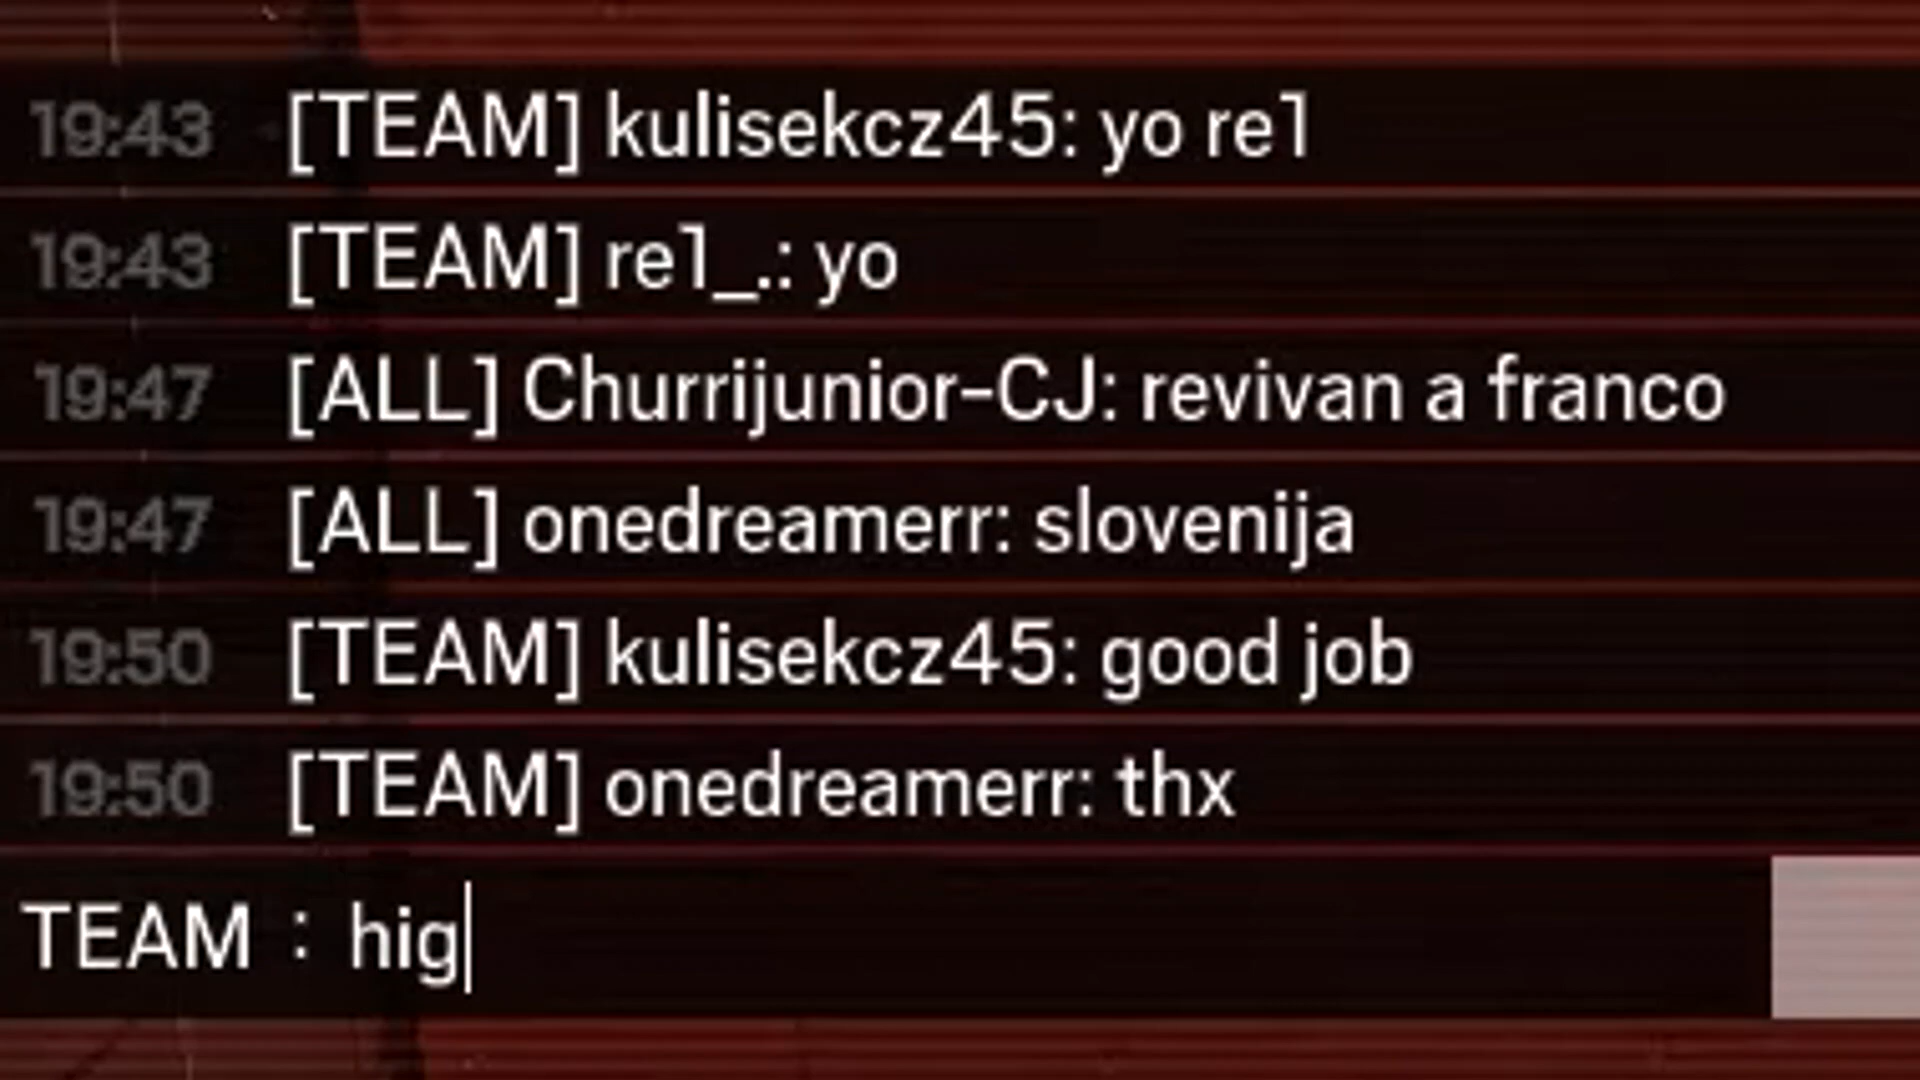 19:43 [TEAM] kulisekcz45: yo re1
19:43 [TEAM] re1_.: yo
19:47 [ALL] Churrijunior-CJ: revivan a franco
19:47 [ALL] onedreamerr: slovenija
19:50 [TEAM] kulisekcz45: good job
19:50 [TEAM] onedreamerr: thx
TEAM : hig